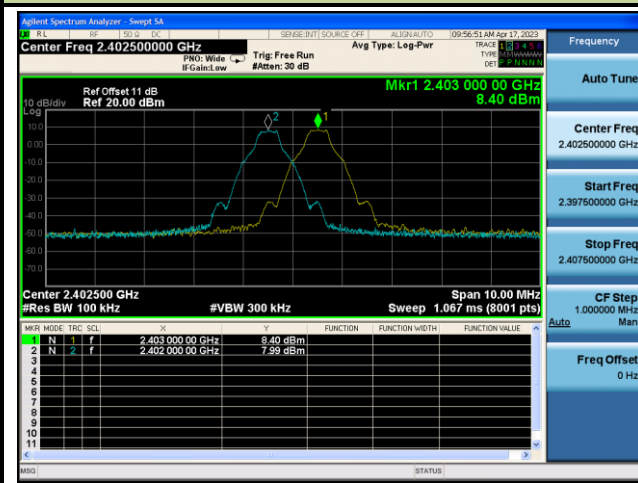 Agilent Spectrum Analyzer - Swept SA
RL RF 50 Ω DC SENSE:INT SOURCE OFF ALIGN AUTO 09:56:51 AM Apr 17, 2023
Center Freq 2.402500000 GHz
PNO: Wide
IFGain:Low
Trig: Free Run
#Atten: 30 dB
Avg Type: Log-Pwr
TRACE 1 2 3 4 5 6
TYPE
DET P P N N N N
Ref Offset 11 dB
10 dB/div Ref 20.00 dBm
Log
Mkr1 2.403 000 00 GHz
8.40 dBm
10.0
0.00
-10.0
-20.0
-30.0
-40.0
-50.0
-60.0
-70.0
2
1
Center 2.402500 GHz Span 10.00 MHz
#Res BW 100 kHz #VBW 300 kHz Sweep 1.067 ms (8001 pts)
MKR MODE TRC SCL X Y FUNCTION FUNCTION WIDTH FUNCTION VALUE
1 N 1 f 2.403 000 00 GHz 8.40 dBm
2 N 2 f 2.402 000 00 GHz 7.99 dBm
3
4
5
6
7
8
9
10
11
MSG STATUS
Frequency
Auto Tune
Center Freq
2.402500000 GHz
Start Freq
2.397500000 GHz
Stop Freq
2.407500000 GHz
CF Step
1.000000 MHz
Auto Man
Freq Offset
0 Hz